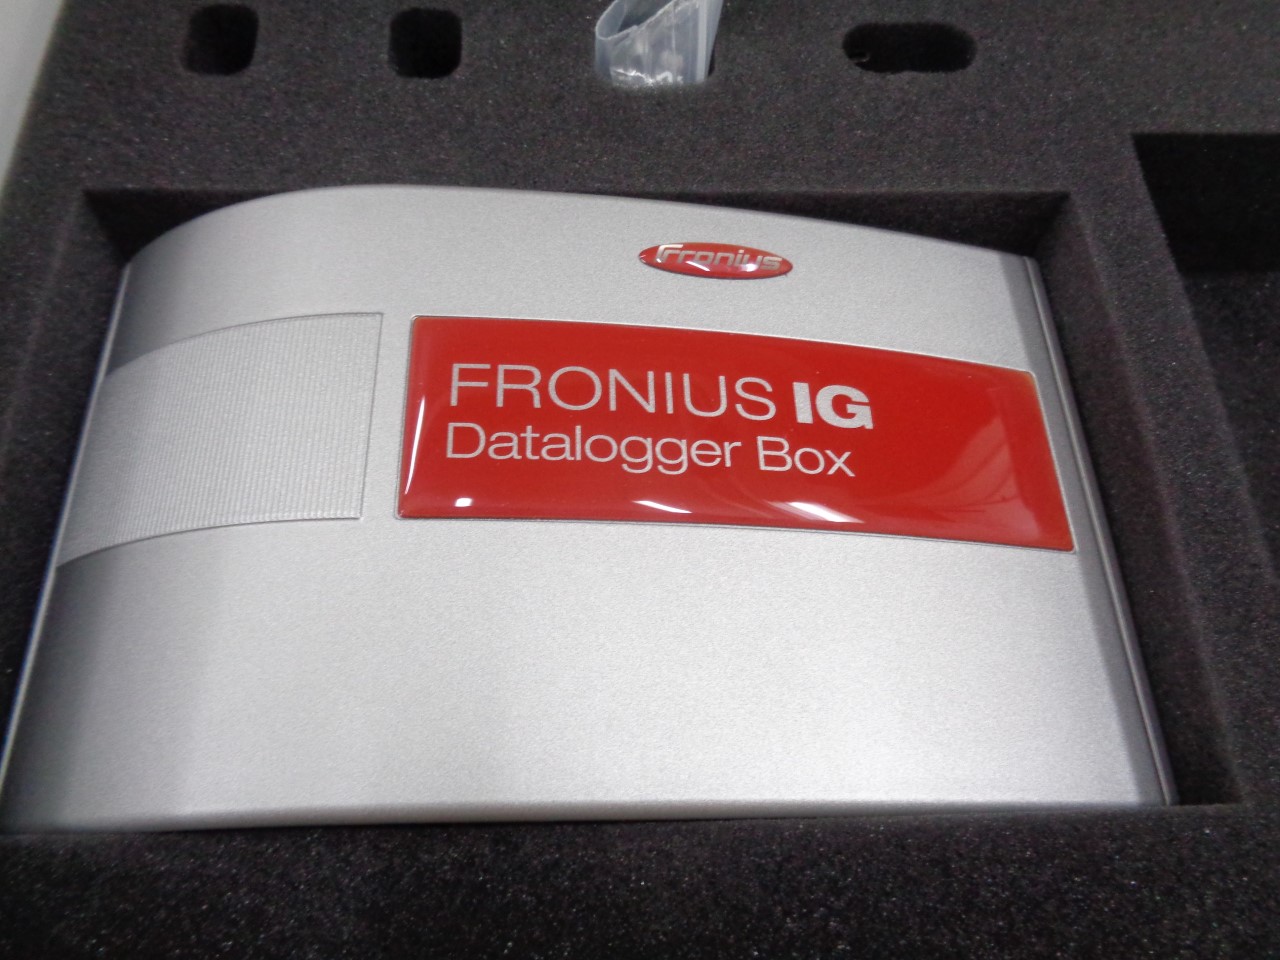 Fronius
FRONIUS IG
Datalogger Box